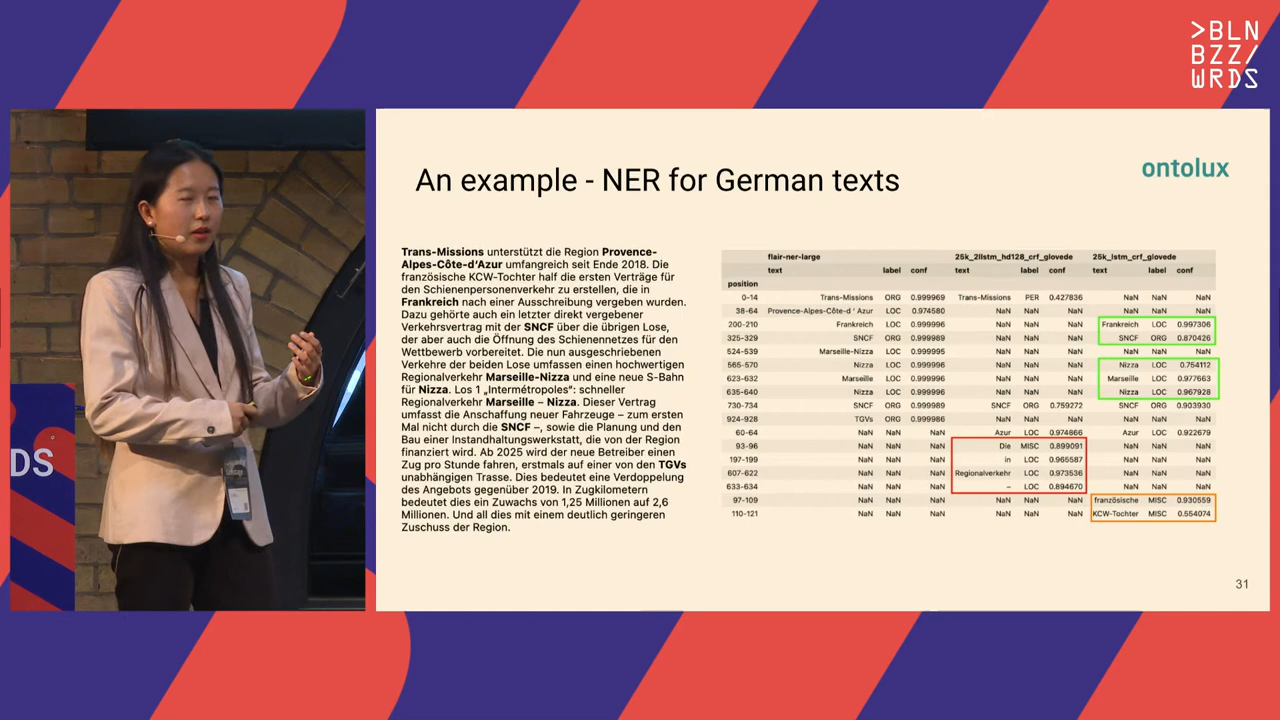 >BLN
BZZ/
WRDS
DS
An example - NER for German texts
ontolux
Trans-Missions unterstützt die Region Provence-
Alpes-Côte-d‘Azur umfangreich seit Ende 2018. Die
französische KCW-Tochter half die ersten Verträge für
den Schienenpersonenverkehr zu erstellen, die in
Frankreich nach einer Ausschreibung vergeben wurden.
Dazu gehörte auch ein letzter direkt vergebener
Verkehrsvertrag mit der SNCF über die übrigen Lose,
der aber auch die Öffnung des Schienennetzes für den
Wettbewerb vorbereitet. Die nun ausgeschriebenen
Verkehre der beiden Lose umfassen einen hochwertigen
Regionalverkehr Marseille-Nizza und eine neue S-Bahn
für Nizza. Los 1 „Intermétropoles“: schneller
Regionalverkehr Marseille – Nizza. Dieser Vertrag
umfasst die Anschaffung neuer Fahrzeuge – zum ersten
Mal nicht durch die SNCF –, sowie die Planung und den
Bau einer Instandhaltungswerkstatt, die von der Region
finanziert wird. Ab 2025 wird der neue Betreiber einen
Zug pro Stunde fahren, erstmals auf einer von den TGVs
unabhängigen Trasse. Dies bedeutet eine Verdoppelung
des Angebots gegenüber 2019. In Zugkilometern
bedeutet dies ein Zuwachs von 1,25 Millionen auf 2,6
Millionen. Und all dies mit einem deutlich geringeren
Zuschuss der Region.
flair-ner-large 25k_2llstm_hd128_crf_glovede 25k_lstm_crf_glovede
text label conf text label conf text label conf
position
0-14 Trans-Missions ORG 0.999969 Trans-Missions PER 0.427836 NaN NaN NaN
38-64 Provence-Alpes-Côte-d ' Azur LOC 0.974580 NaN NaN NaN NaN NaN NaN
200-210 Frankreich LOC 0.999996 NaN NaN NaN Frankreich LOC 0.997306
325-329 SNCF ORG 0.999989 NaN NaN NaN SNCF ORG 0.870426
524-539 Marseille-Nizza LOC 0.999995 NaN NaN NaN NaN NaN NaN
565-570 Nizza LOC 0.999996 NaN NaN NaN Nizza LOC 0.754112
623-632 Marseille LOC 0.999996 NaN NaN NaN Marseille LOC 0.977663
635-640 Nizza LOC 0.999996 NaN NaN NaN Nizza LOC 0.967928
730-734 SNCF ORG 0.999989 SNCF ORG 0.759272 SNCF ORG 0.903930
924-928 TGVs ORG 0.999986 NaN NaN NaN NaN NaN NaN
60-64 NaN NaN NaN Azur LOC 0.974866 Azur LOC 0.922679
93-96 NaN NaN NaN Die MISC 0.899091 NaN NaN NaN
197-199 NaN NaN NaN in LOC 0.965587 NaN NaN NaN
607-622 NaN NaN NaN Regionalverkehr LOC 0.973536 NaN NaN NaN
633-634 NaN NaN NaN – LOC 0.894670 NaN NaN NaN
97-109 NaN NaN NaN NaN NaN NaN französische MISC 0.930559
110-121 NaN NaN NaN NaN NaN NaN KCW-Tochter MISC 0.554074
31